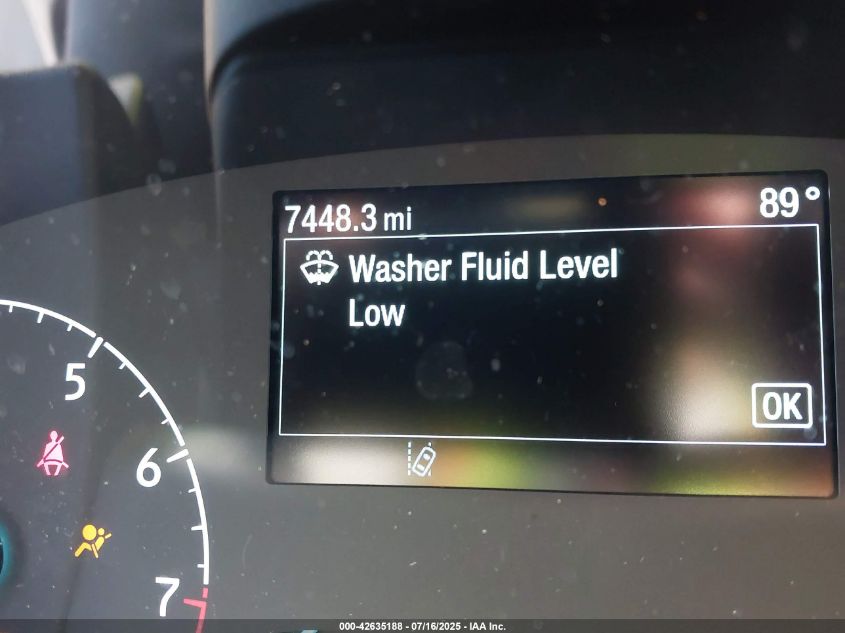 7448.3 mi
89°
Washer Fluid Level
Low
OK
5
6
7
000-42635188 - 07/16/2025 - IAA Inc.